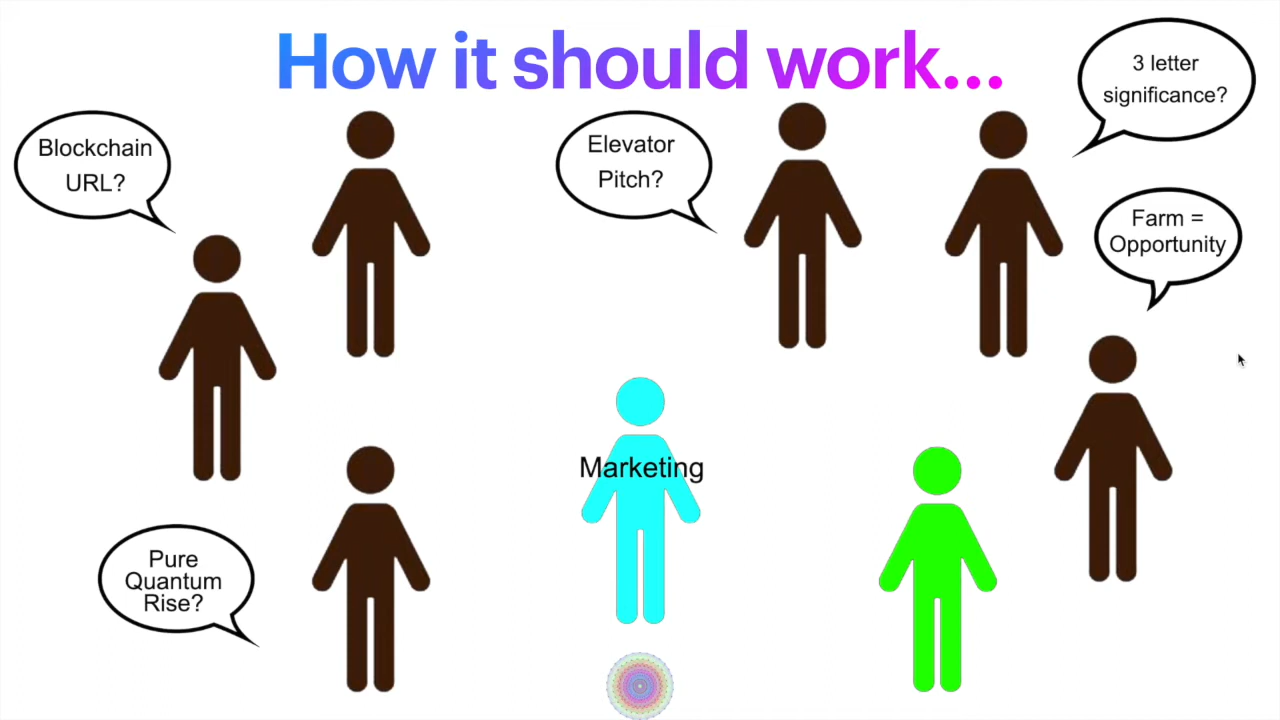 How it should work...
3 letter
significance?
Blockchain
URL?
Elevator
Pitch?
Farm =
Opportunity
Marketing
Pure
Quantum
Rise?